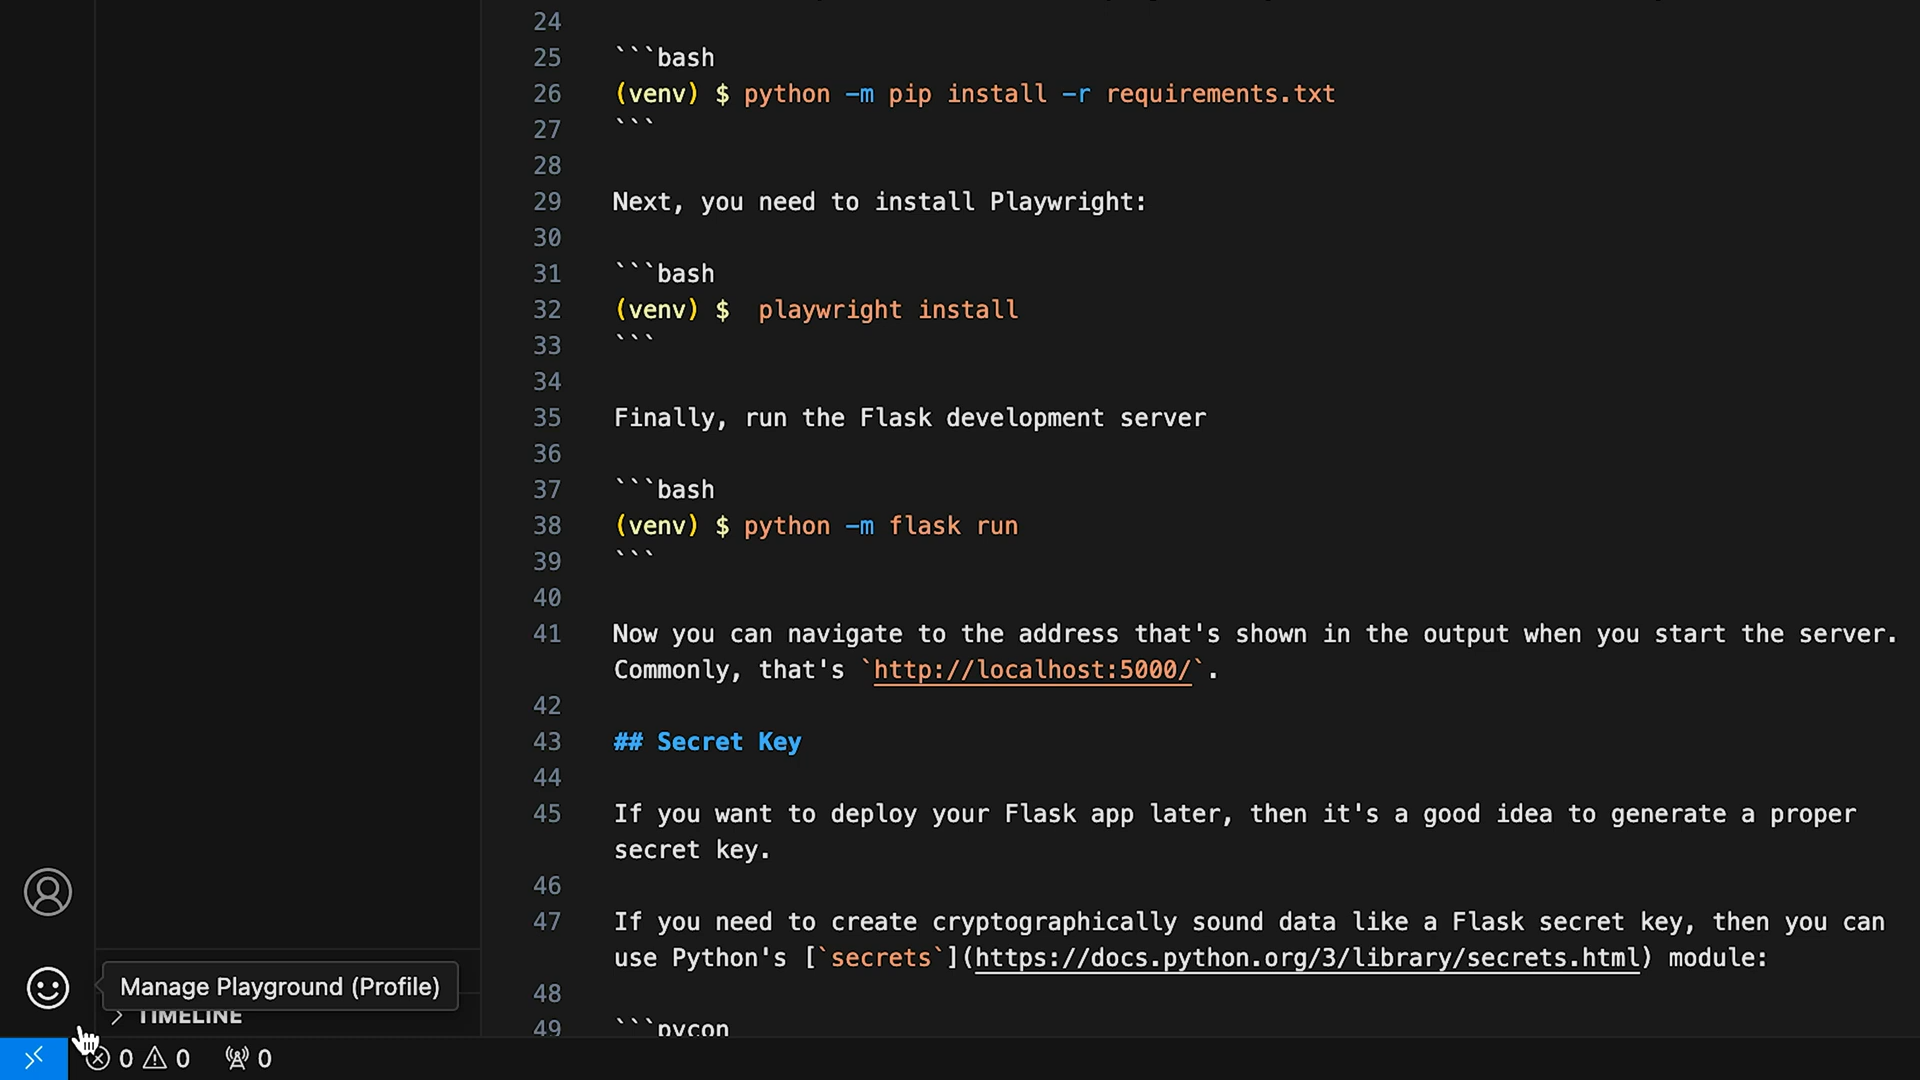 24
25 ```bash
26 (venv) $ python -m pip install -r requirements.txt
27 ```
28
29 Next, you need to install Playwright:
30
31 ```bash
32 (venv) $  playwright install
33 ```
34
35 Finally, run the Flask development server
36
37 ```bash
38 (venv) $ python -m flask run
39 ```
40
41 Now you can navigate to the address that's shown in the output when you start the server.
Commonly, that's `http://localhost:5000/`.
42
43 ## Secret Key
44
45 If you want to deploy your Flask app later, then it's a good idea to generate a proper
secret key.
46
47 If you need to create cryptographically sound data like a Flask secret key, then you can
use Python's [`secrets`](https://docs.python.org/3/library/secrets.html) module:
48
49 ```pycon
Manage Playground (Profile)
TIMELINE
0 0 0